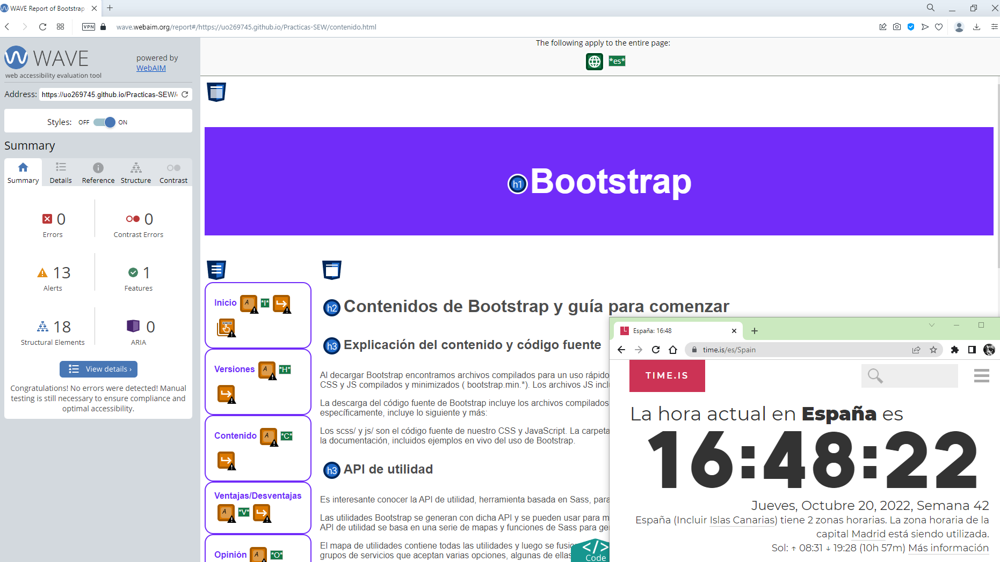 WAVE Report of Bootstrap
VPN
wave.webaim.org/report#/https://uo269745.github.io/Practicas-SEW/contenido.html
WAVE
web accessibility evaluation tool
powered by
WebAIM
Address: https://uo269745.github.io/Practicas-SEW/
Styles: OFF ON
Summary
Summary Details Reference Structure Contrast
0
Errors
0
Contrast Errors
13
Alerts
1
Features
18
Structural Elements
0
ARIA
View details ›
Congratulations! No errors were detected! Manual
testing is still necessary to ensure compliance and
optimal accessibility.
The following apply to the entire page:
*es*
h1 Bootstrap
Inicio A *I*
Versiones A *H*
Contenido A *C*
Ventajas/Desventajas
A *V*
Opinión A *O*
h2 Contenidos de Bootstrap y guía para comenzar
h3 Explicación del contenido y código fuente
Al decargar Bootstrap encontramos archivos compilados para un uso rápido
CSS y JS compilados y minimizados ( bootstrap.min.*). Los archivos JS incl
La descarga del código fuente de Bootstrap incluye los archivos compilados
específicamente, incluye lo siguiente y más:
Los scss/ y js/ son el código fuente de nuestro CSS y JavaScript. La carpeta
la documentación, incluidos ejemplos en vivo del uso de Bootstrap.
h3 API de utilidad
Es interesante conocer la API de utilidad, herramienta basada en Sass, para
Las utilidades Bootstrap se generan con dicha API y se pueden usar para m
API de utilidad se basa en una serie de mapas y funciones de Sass para ge
El mapa de utilidades contiene todas las utilidades y luego se fusio
grupos de servicios que aceptan varias opciones, algunas de ellas
</>
Code
España: 16:48
time.is/es/Spain
TIME.IS
La hora actual en España es
16:48:22
Jueves, Octubre 20, 2022, Semana 42
España (Incluir Islas Canarias) tiene 2 zonas horarias. La zona horaria de la
capital Madrid está siendo utilizada.
Sol: ↑ 08:31 ↓ 19:28 (10h 57m) Más información